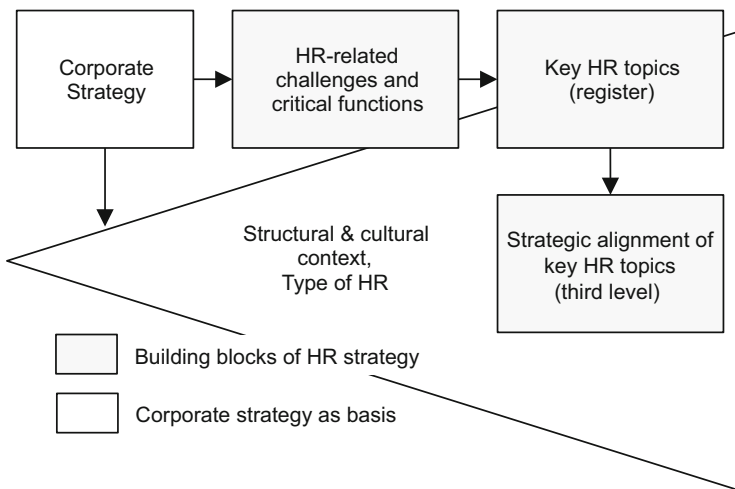 Corporate
Strategy
HR-related
challenges and
critical functions
Key HR topics
(register)
Structural & cultural
context,
Type of HR
Strategic alignment of
key HR topics
(third level)
Building blocks of HR strategy
Corporate strategy as basis